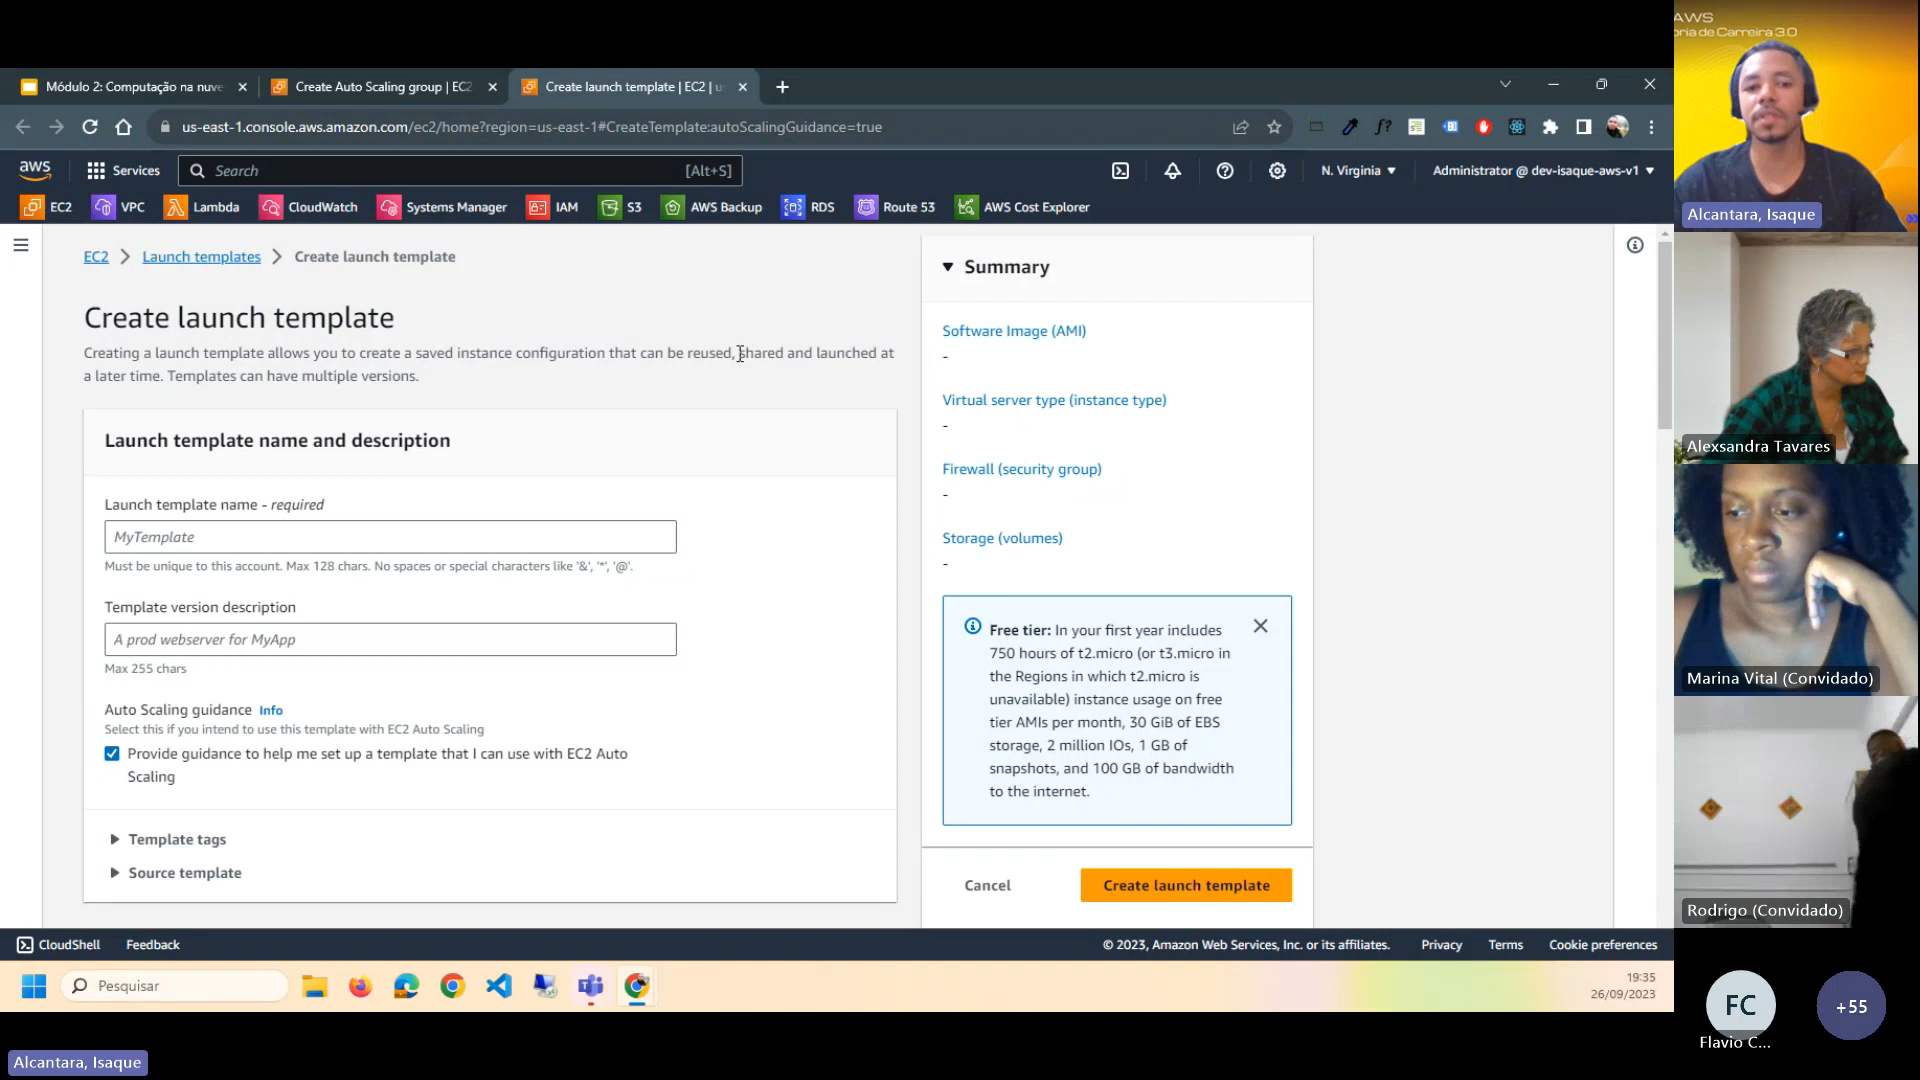 Módulo 2: Computação na nuve
Create Auto Scaling group | EC2
Create launch template | EC2 | u
us-east-1.console.aws.amazon.com/ec2/home?region=us-east-1#CreateTemplate:autoScalingGuidance=true
aws
Services
Search
[Alt+S]
N. Virginia
Administrator @ dev-isaque-aws-v1
EC2
VPC
Lambda
CloudWatch
Systems Manager
IAM
S3
AWS Backup
RDS
Route 53
AWS Cost Explorer
EC2
Launch templates
Create launch template
Create launch template
Creating a launch template allows you to create a saved instance configuration that can be reused, shared and launched at
a later time. Templates can have multiple versions.
Launch template name and description
Launch template name - required
MyTemplate
Must be unique to this account. Max 128 chars. No spaces or special characters like '&', '*', '@'.
Template version description
A prod webserver for MyApp
Max 255 chars
Auto Scaling guidance Info
Select this if you intend to use this template with EC2 Auto Scaling
Provide guidance to help me set up a template that I can use with EC2 Auto
Scaling
Template tags
Source template
Summary
Software Image (AMI)
-
Virtual server type (instance type)
-
Firewall (security group)
-
Storage (volumes)
-
Free tier: In your first year includes
750 hours of t2.micro (or t3.micro in
the Regions in which t2.micro is
unavailable) instance usage on free
tier AMIs per month, 30 GiB of EBS
storage, 2 million IOs, 1 GB of
snapshots, and 100 GB of bandwidth
to the internet.
Cancel
Create launch template
CloudShell
Feedback
© 2023, Amazon Web Services, Inc. or its affiliates.
Privacy
Terms
Cookie preferences
Pesquisar
19:35
26/09/2023
Alcantara, Isaque
AWS
oria de Carreira 3.0
Alcantara, Isaque
Alexsandra Tavares
Marina Vital (Convidado)
Rodrigo (Convidado)
FC
Flavio C...
+55